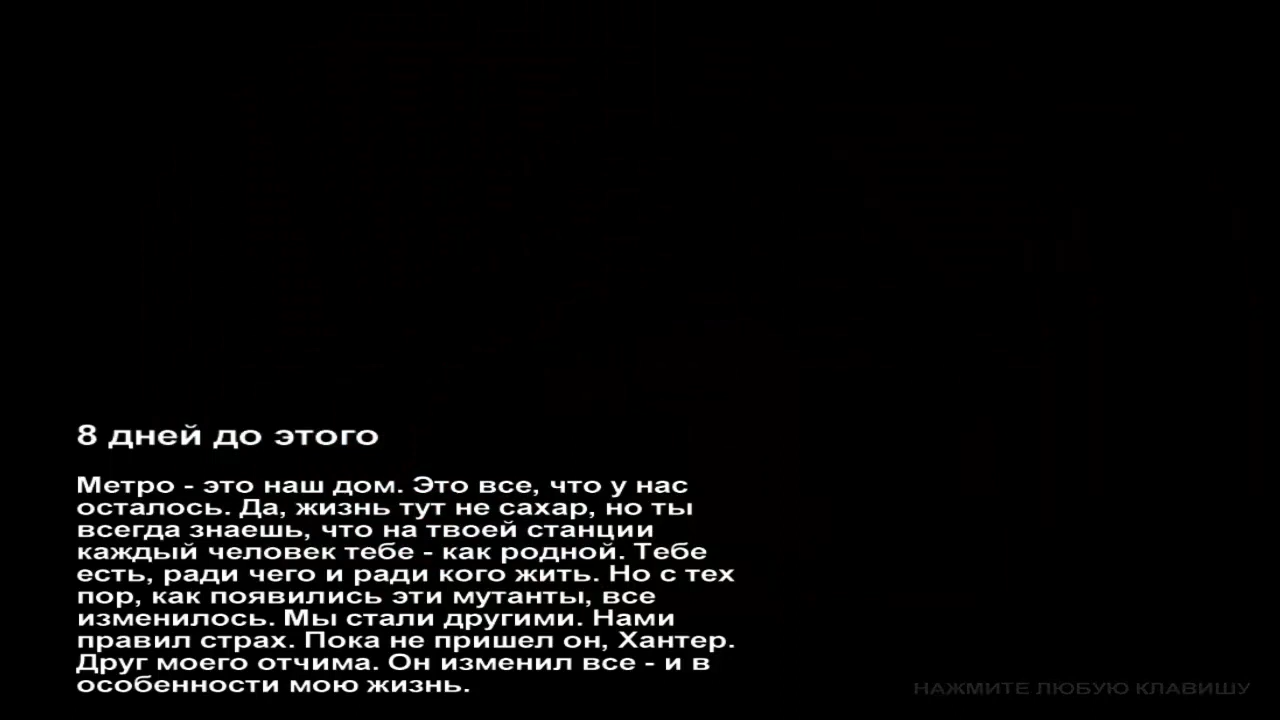 8 дней до этого
Метро - это наш дом. Это все, что у нас
осталось. Да, жизнь тут не сахар, но ты
всегда знаешь, что на твоей станции
каждый человек тебе - как родной. Тебе
есть, ради чего и ради кого жить. Но с тех
пор, как появились эти мутанты, все
изменилось. Мы стали другими. Нами
правил страх. Пока не пришел он, Хантер.
Друг моего отчима. Он изменил все - и в
особенности мою жизнь.
НАЖМИТЕ ЛЮБУЮ КЛАВИШУ